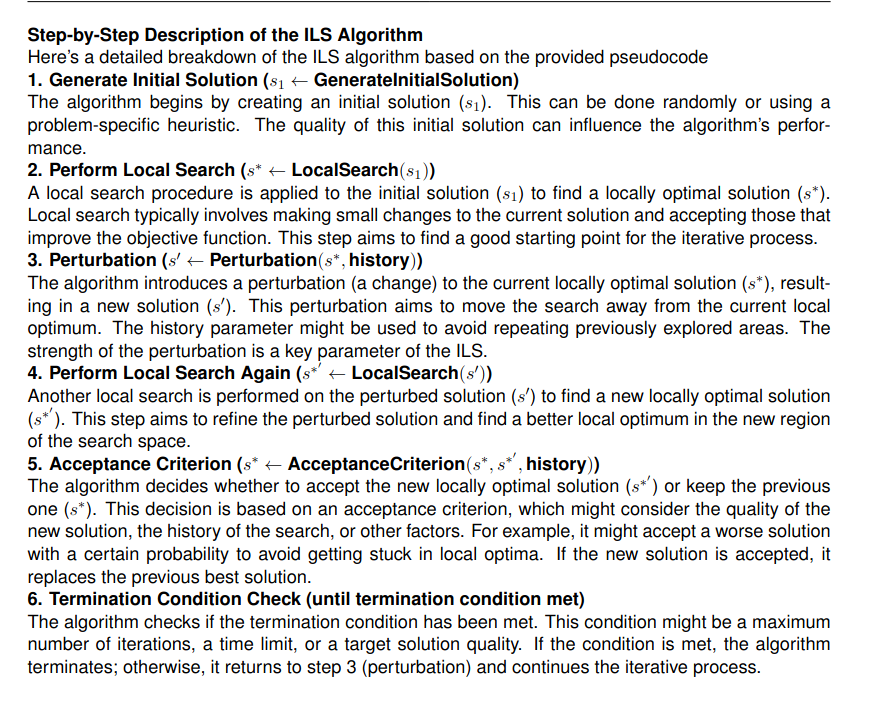 Step-by-Step Description of the ILS Algorithm
Here's a detailed breakdown of the ILS algorithm based on the provided pseudocode
1. Generate Initial Solution (s₁ ← GenerateInitialSolution)
The algorithm begins by creating an initial solution (s₁). This can be done randomly or using a
problem-specific heuristic. The quality of this initial solution can influence the algorithm's perfor-
mance.
2. Perform Local Search (s* ← LocalSearch(s₁))
A local search procedure is applied to the initial solution (s₁) to find a locally optimal solution (s*).
Local search typically involves making small changes to the current solution and accepting those that
improve the objective function. This step aims to find a good starting point for the iterative process.
3. Perturbation (s′ ← Perturbation(s*, history))
The algorithm introduces a perturbation (a change) to the current locally optimal solution (s*), result-
ing in a new solution (s′). This perturbation aims to move the search away from the current local
optimum. The history parameter might be used to avoid repeating previously explored areas. The
strength of the perturbation is a key parameter of the ILS.
4. Perform Local Search Again (s*′ ← LocalSearch(s′))
Another local search is performed on the perturbed solution (s′) to find a new locally optimal solution
(s*′). This step aims to refine the perturbed solution and find a better local optimum in the new region
of the search space.
5. Acceptance Criterion (s* ← AcceptanceCriterion(s*, s*′, history))
The algorithm decides whether to accept the new locally optimal solution (s*′) or keep the previous
one (s*). This decision is based on an acceptance criterion, which might consider the quality of the
new solution, the history of the search, or other factors. For example, it might accept a worse solution
with a certain probability to avoid getting stuck in local optima. If the new solution is accepted, it
replaces the previous best solution.
6. Termination Condition Check (until termination condition met)
The algorithm checks if the termination condition has been met. This condition might be a maximum
number of iterations, a time limit, or a target solution quality. If the condition is met, the algorithm
terminates; otherwise, it returns to step 3 (perturbation) and continues the iterative process.